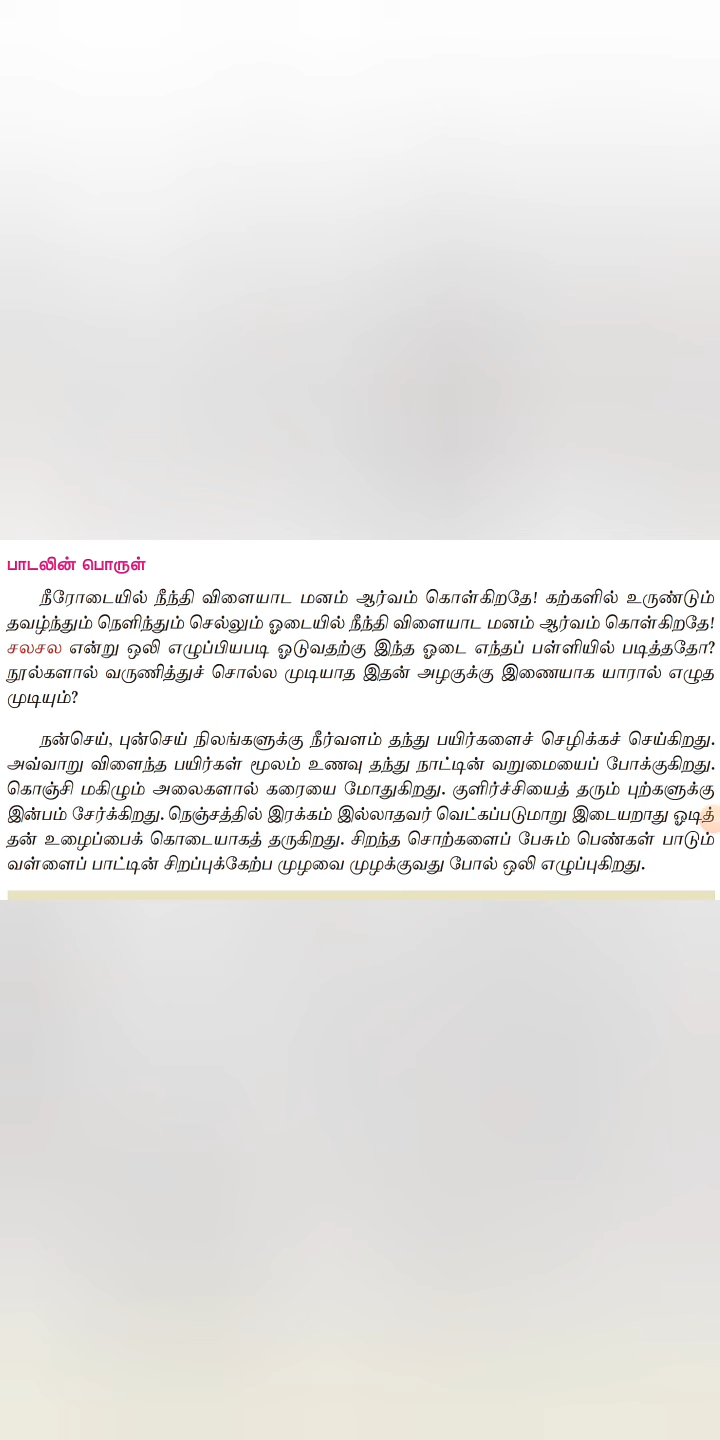 பாடலின் பொருள்
நீரோடையில் நீந்தி விளையாட மனம் ஆர்வம் கொள்கிறதே! கற்களில் உருண்டும்
தவழ்ந்தும் நெளிந்தும் செல்லும் ஓடையில் நீந்தி விளையாட மனம் ஆர்வம் கொள்கிறதே!
சலசல என்று ஒலி எழுப்பியபடி ஓடுவதற்கு இந்த ஓடை எந்தப் பள்ளியில் படித்ததோ?
நூல்களால் வருணித்துச் சொல்ல முடியாத இதன் அழகுக்கு இணையாக யாரால் எழுத
முடியும்?
நன்செய், புன்செய் நிலங்களுக்கு நீர்வளம் தந்து பயிர்களைச் செழிக்கச் செய்கிறது.
அவ்வாறு விளைந்த பயிர்கள் மூலம் உணவு தந்து நாட்டின் வறுமையைப் போக்குகிறது.
கொஞ்சி மகிழும் அலைகளால் கரையை மோதுகிறது. குளிர்ச்சியைத் தரும் புற்களுக்கு
இன்பம் சேர்க்கிறது. நெஞ்சத்தில் இரக்கம் இல்லாதவர் வெட்கப்படுமாறு இடையறாது ஓடித்
தன் உழைப்பைக் கொடையாகத் தருகிறது. சிறந்த சொற்களைப் பேசும் பெண்கள் பாடும்
வள்ளைப் பாட்டின் சிறப்புக்கேற்ப முழவை முழக்குவது போல் ஒலி எழுப்புகிறது.